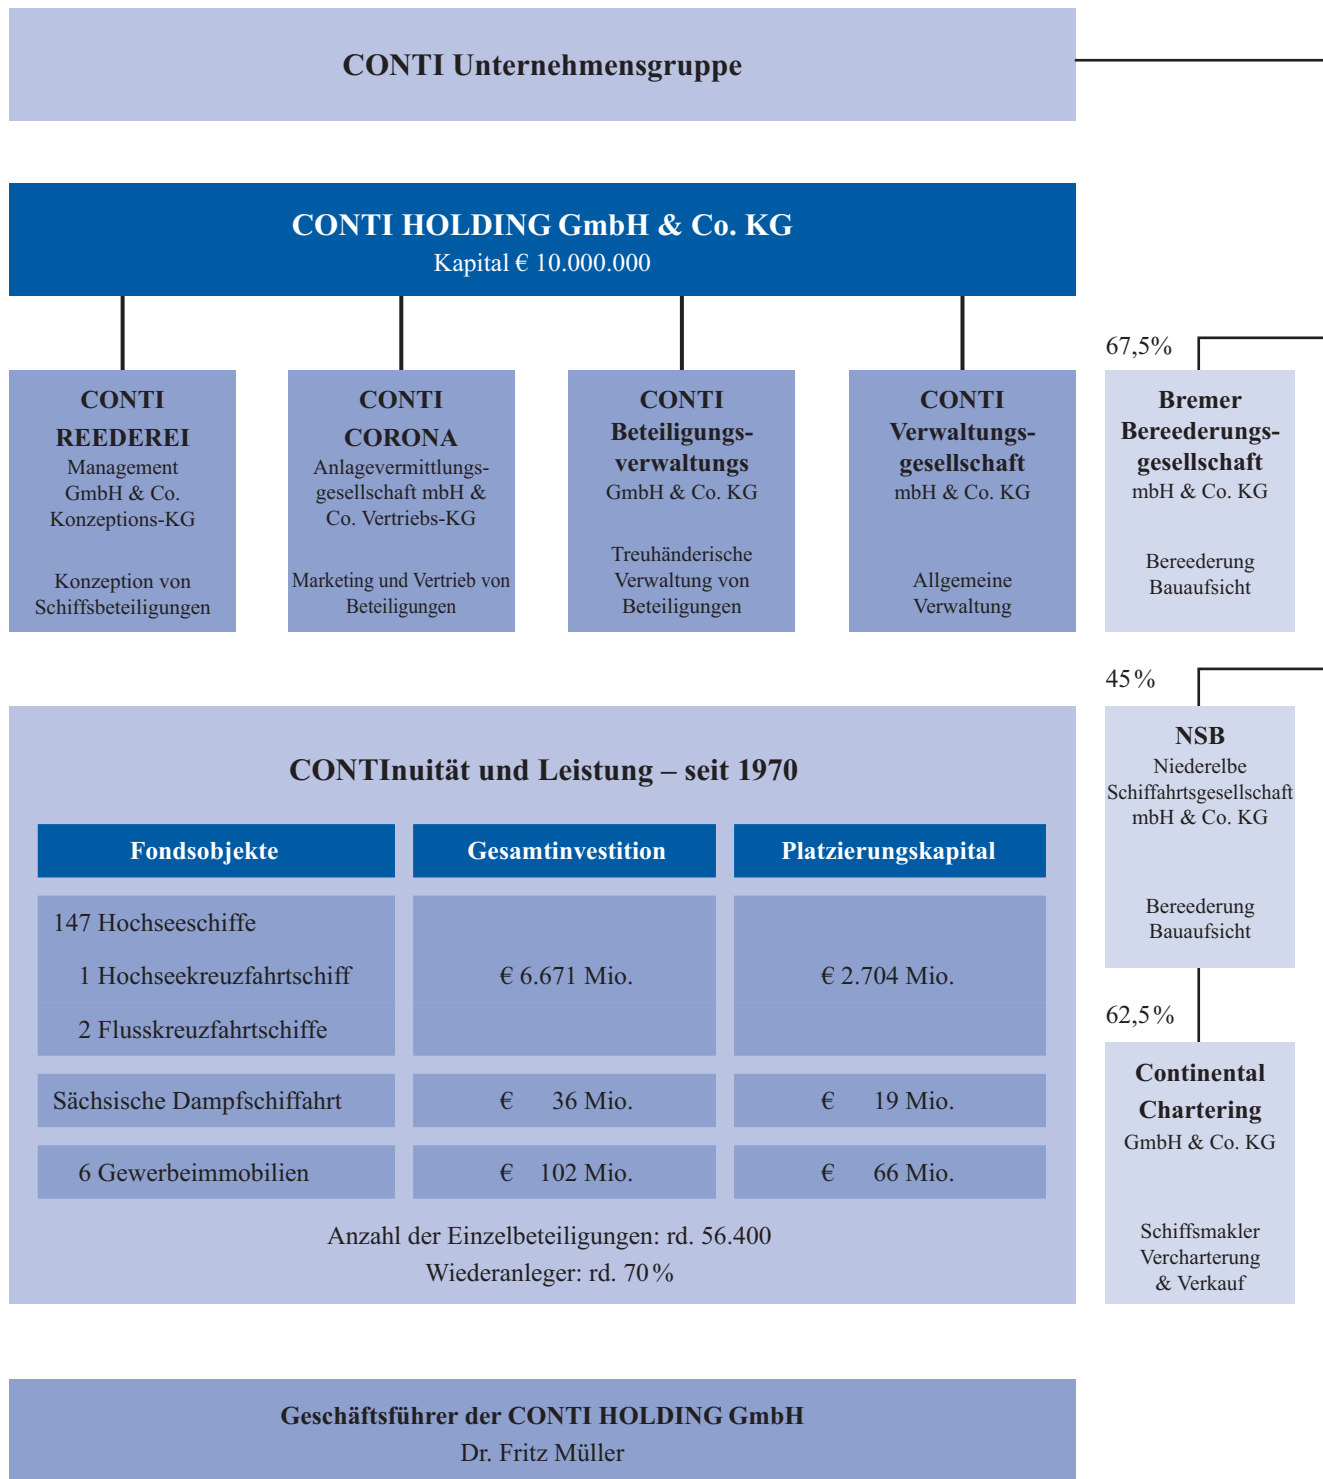 CONTI Unternehmensgruppe
CONTI HOLDING GmbH & Co. KG
Kapital € 10.000.000
CONTI
REEDEREI
Management
GmbH & Co.
Konzeptions-KG
Konzeption von
Schiffsbeteiligungen
CONTI
CORONA
Anlagevermittlungs-
gesellschaft mbH &
Co. Vertriebs-KG
Marketing und Vertrieb von
Beteiligungen
CONTI
Beteiligungs-
verwaltungs
GmbH & Co. KG
Treuhänderische
Verwaltung von
Beteiligungen
CONTI
Verwaltungs-
gesellschaft
mbH & Co. KG
Allgemeine
Verwaltung
67,5%
Bremer
Bereederungs-
gesellschaft
mbH & Co. KG
Bereederung
Bauaufsicht
45%
NSB
Niederelbe
Schiffahrtsgesellschaft
mbH & Co. KG
Bereederung
Bauaufsicht
62,5%
Continental
Chartering
GmbH & Co. KG
Schiffsmakler
Vercharterung
& Verkauf
CONTInuität und Leistung – seit 1970
Fondsobjekte Gesamtinvestition Platzierungskapital
147 Hochseeschiffe
1 Hochseekreuzfahrtschiff € 6.671 Mio. € 2.704 Mio.
2 Flusskreuzfahrtschiffe
Sächsische Dampfschiffahrt € 36 Mio. € 19 Mio.
6 Gewerbeimmobilien € 102 Mio. € 66 Mio.
Anzahl der Einzelbeteiligungen: rd. 56.400
Wiederanleger: rd. 70%
Geschäftsführer der CONTI HOLDING GmbH
Dr. Fritz Müller